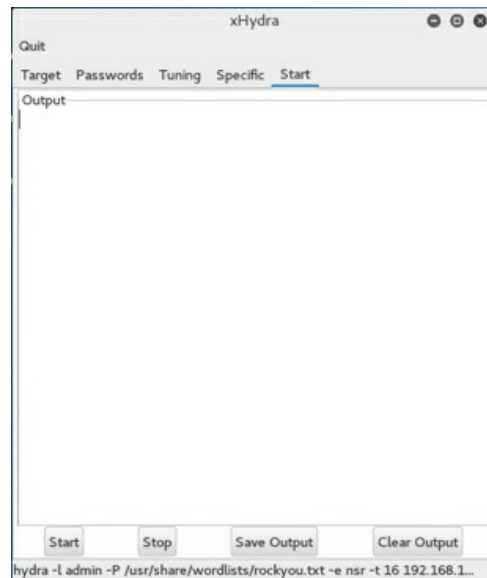 xHydra
Quit
Target Passwords Tuning Specific Start
Output
Start Stop Save Output Clear Output
hydra -l admin -P /usr/share/wordlists/rockyou.txt -e nsr -t 16 192.168.1...